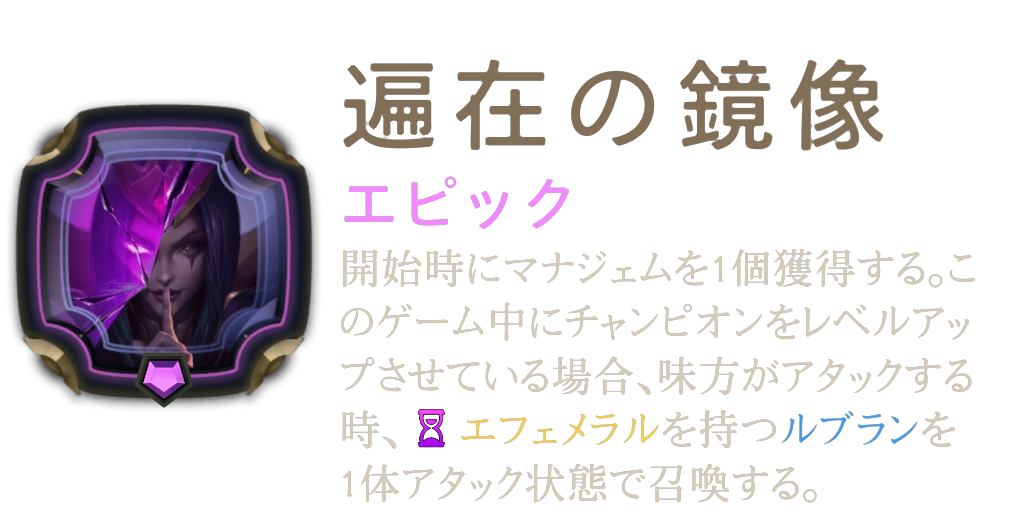 遍在の鏡像
エピック
開始時にマナジェムを1個獲得する。こ
のゲーム中にチャンピオンをレベルアッ
プさせている場合、味方がアタックする
時、エフェメラルを持つルブランを
1体アタック状態で召喚する。